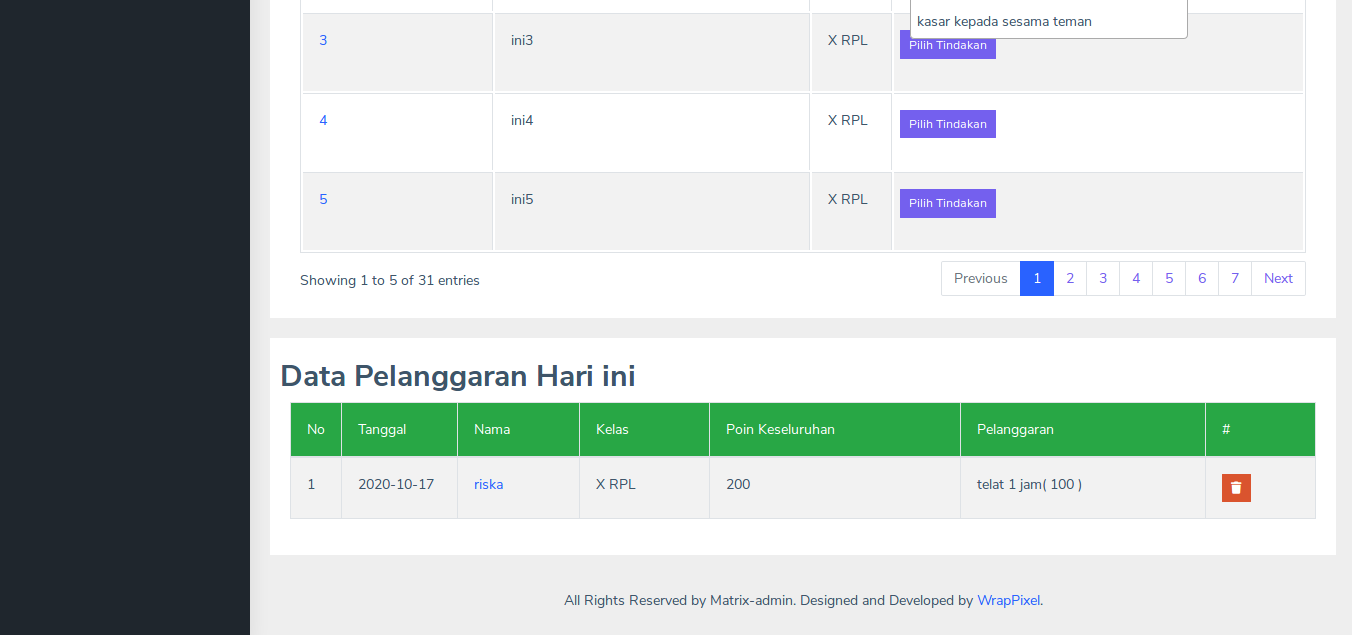 kasar kepada sesama teman
3 ini3 X RPL Pilih Tindakan
4 ini4 X RPL Pilih Tindakan
5 ini5 X RPL Pilih Tindakan
Showing 1 to 5 of 31 entries Previous 1 2 3 4 5 6 7 Next
Data Pelanggaran Hari ini
No Tanggal Nama Kelas Poin Keseluruhan Pelanggaran #
1 2020-10-17 riska X RPL 200 telat 1 jam( 100 )
All Rights Reserved by Matrix-admin. Designed and Developed by WrapPixel.